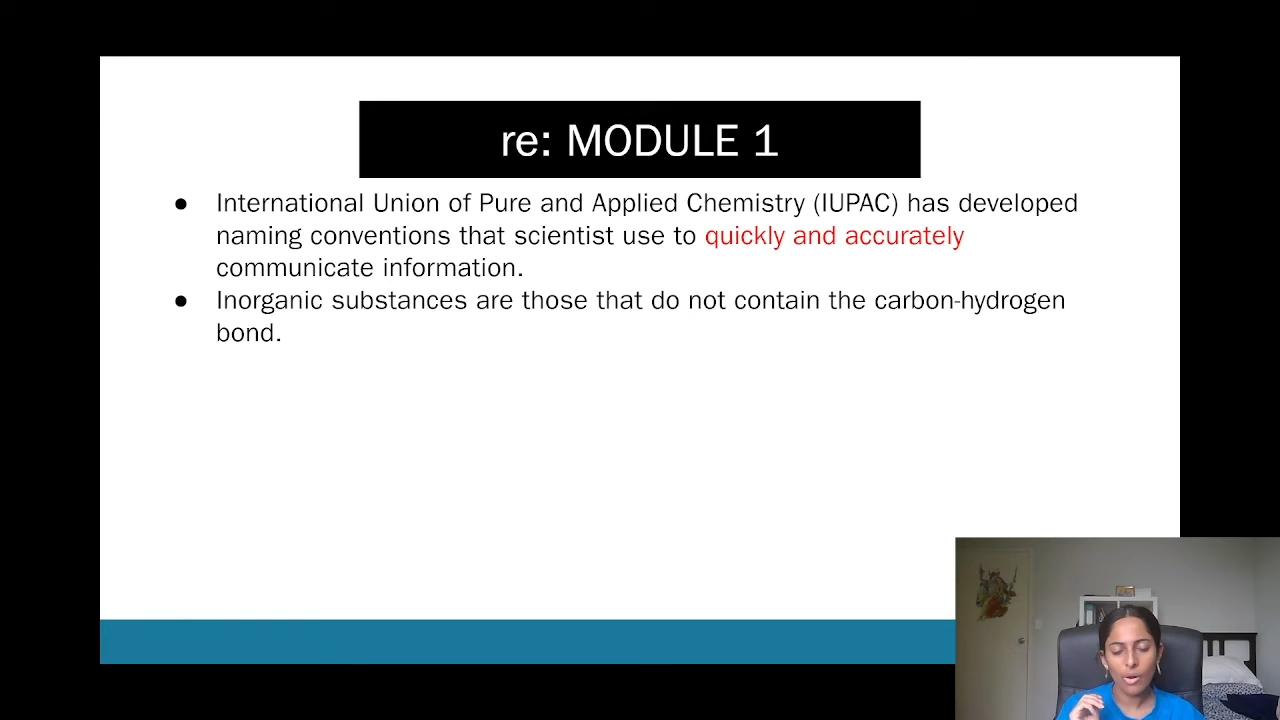 re: MODULE 1
● International Union of Pure and Applied Chemistry (IUPAC) has developed
naming conventions that scientist use to quickly and accurately
communicate information.
● Inorganic substances are those that do not contain the carbon-hydrogen
bond.